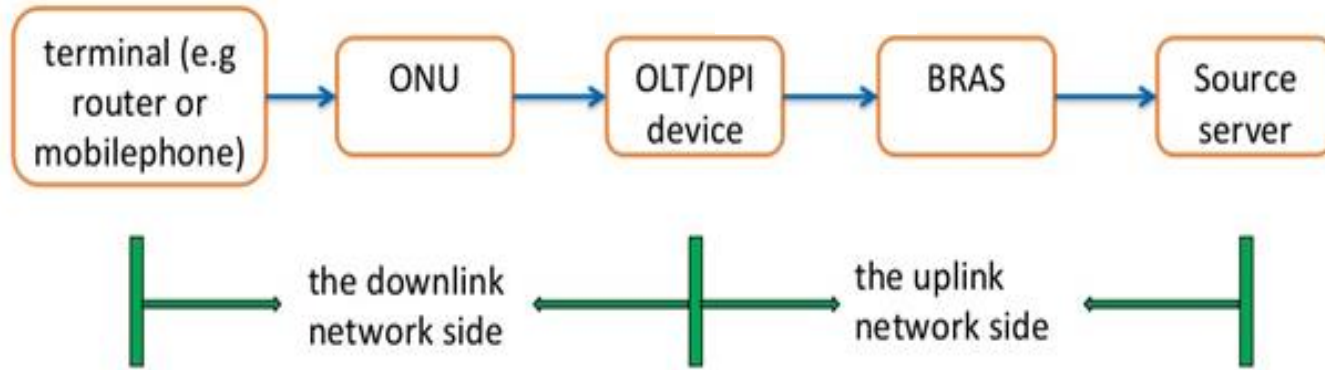 terminal (e.g
router or
mobilephone)
ONU
OLT/DPI
device
BRAS
Source
server
the downlink
network side
the uplink
network side